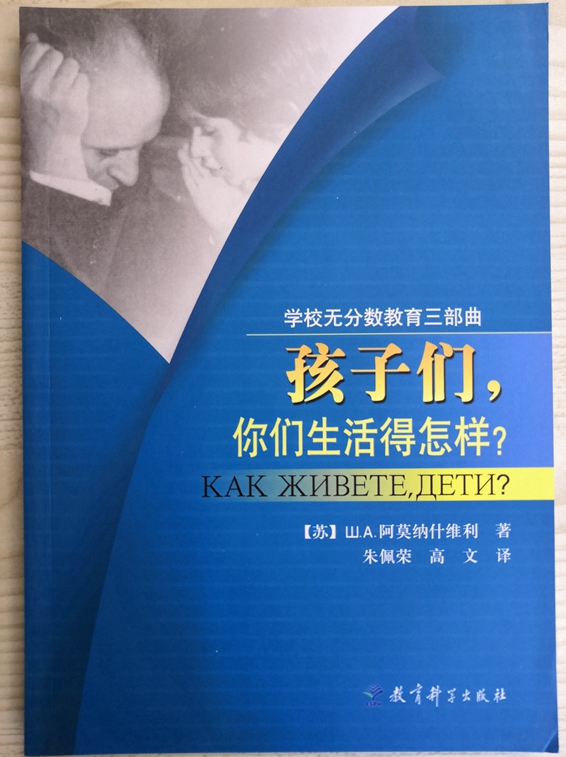 学校无分数教育三部曲
孩子们，
你们生活得怎样？
КАК ЖИВЕТЕ, ДЕТИ?
【苏】Ш.А.阿莫纳什维利 著
朱佩荣 高 文 译
教育科学出版社